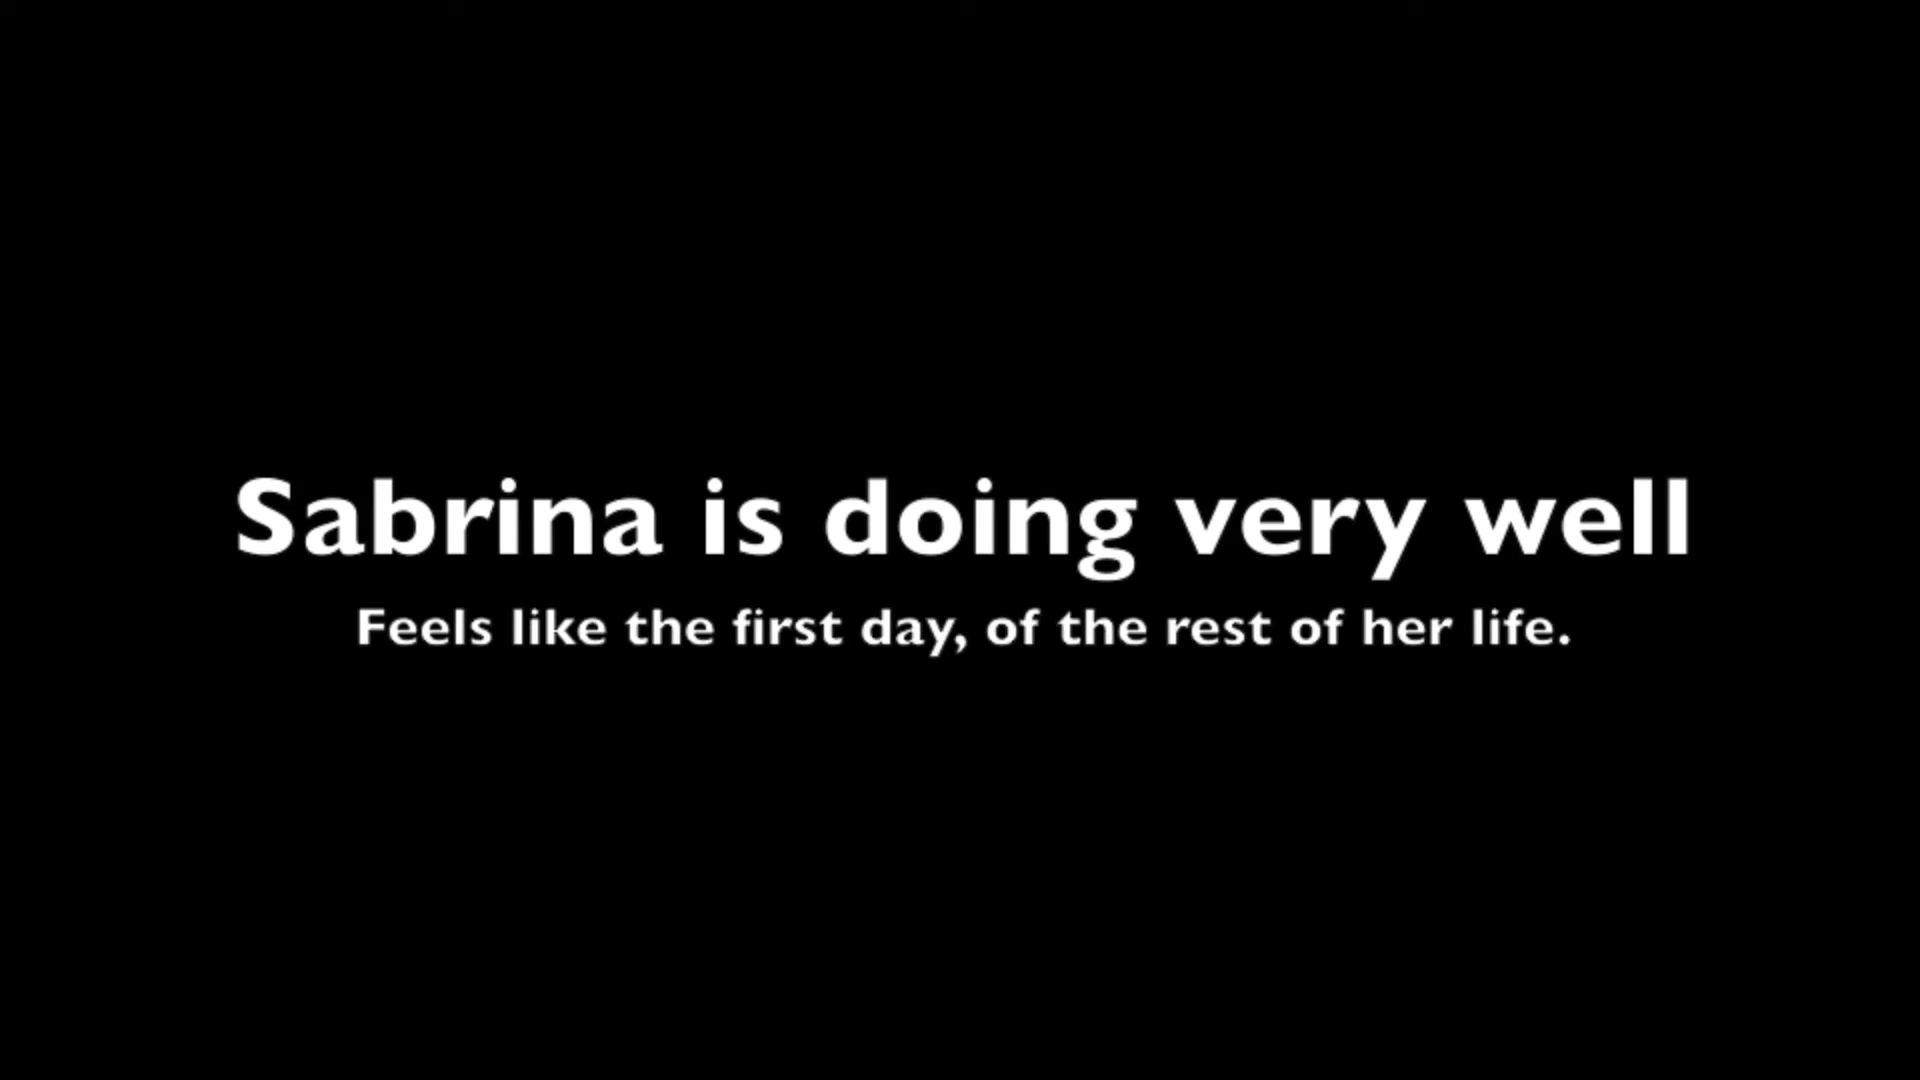 Sabrina is doing very well
Feels like the first day, of the rest of her life.